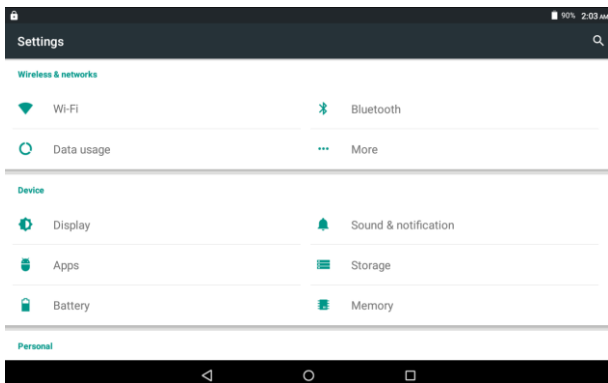 90% 2:03 AM
Settings
Wireless & networks
Wi-Fi Bluetooth
Data usage More
Device
Display Sound & notification
Apps Storage
Battery Memory
Personal